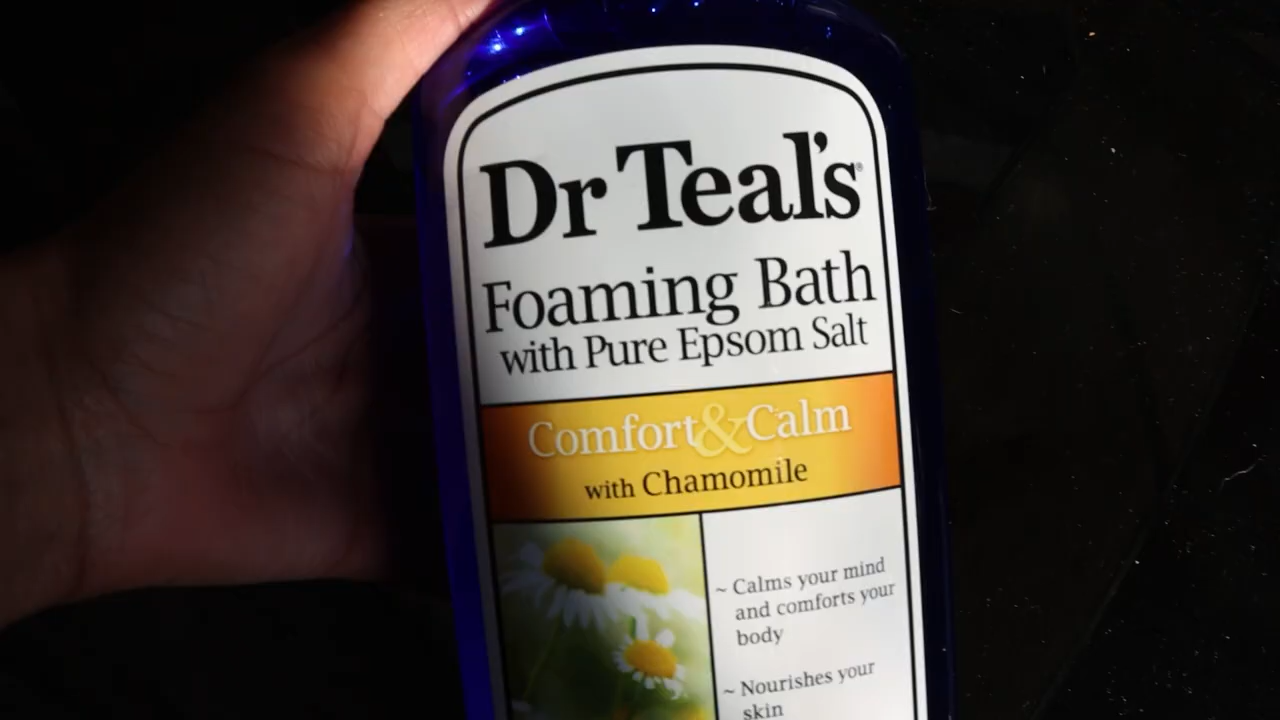 Dr Teal's®
Foaming Bath
with Pure Epsom Salt
Comfort & Calm
with Chamomile
~ Calms your mind
and comforts your
body
~ Nourishes your
skin